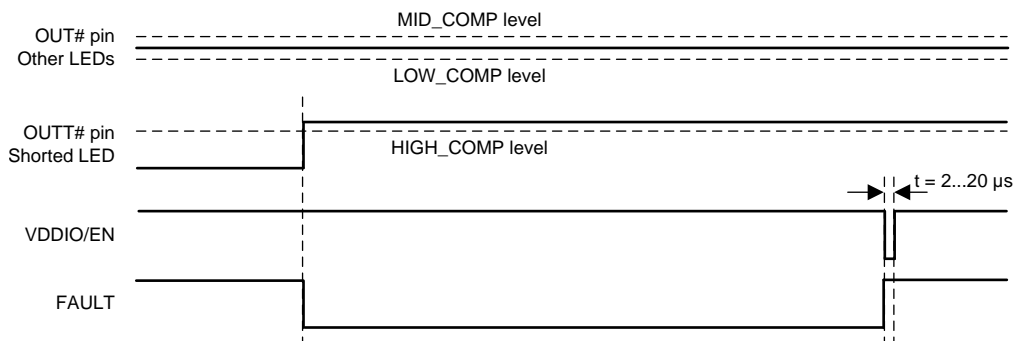 MID_COMP level
OUT# pin
Other LEDs
LOW_COMP level
OUTT# pin
Shorted LED
HIGH_COMP level
t = 2...20 µs
VDDIO/EN
FAULT